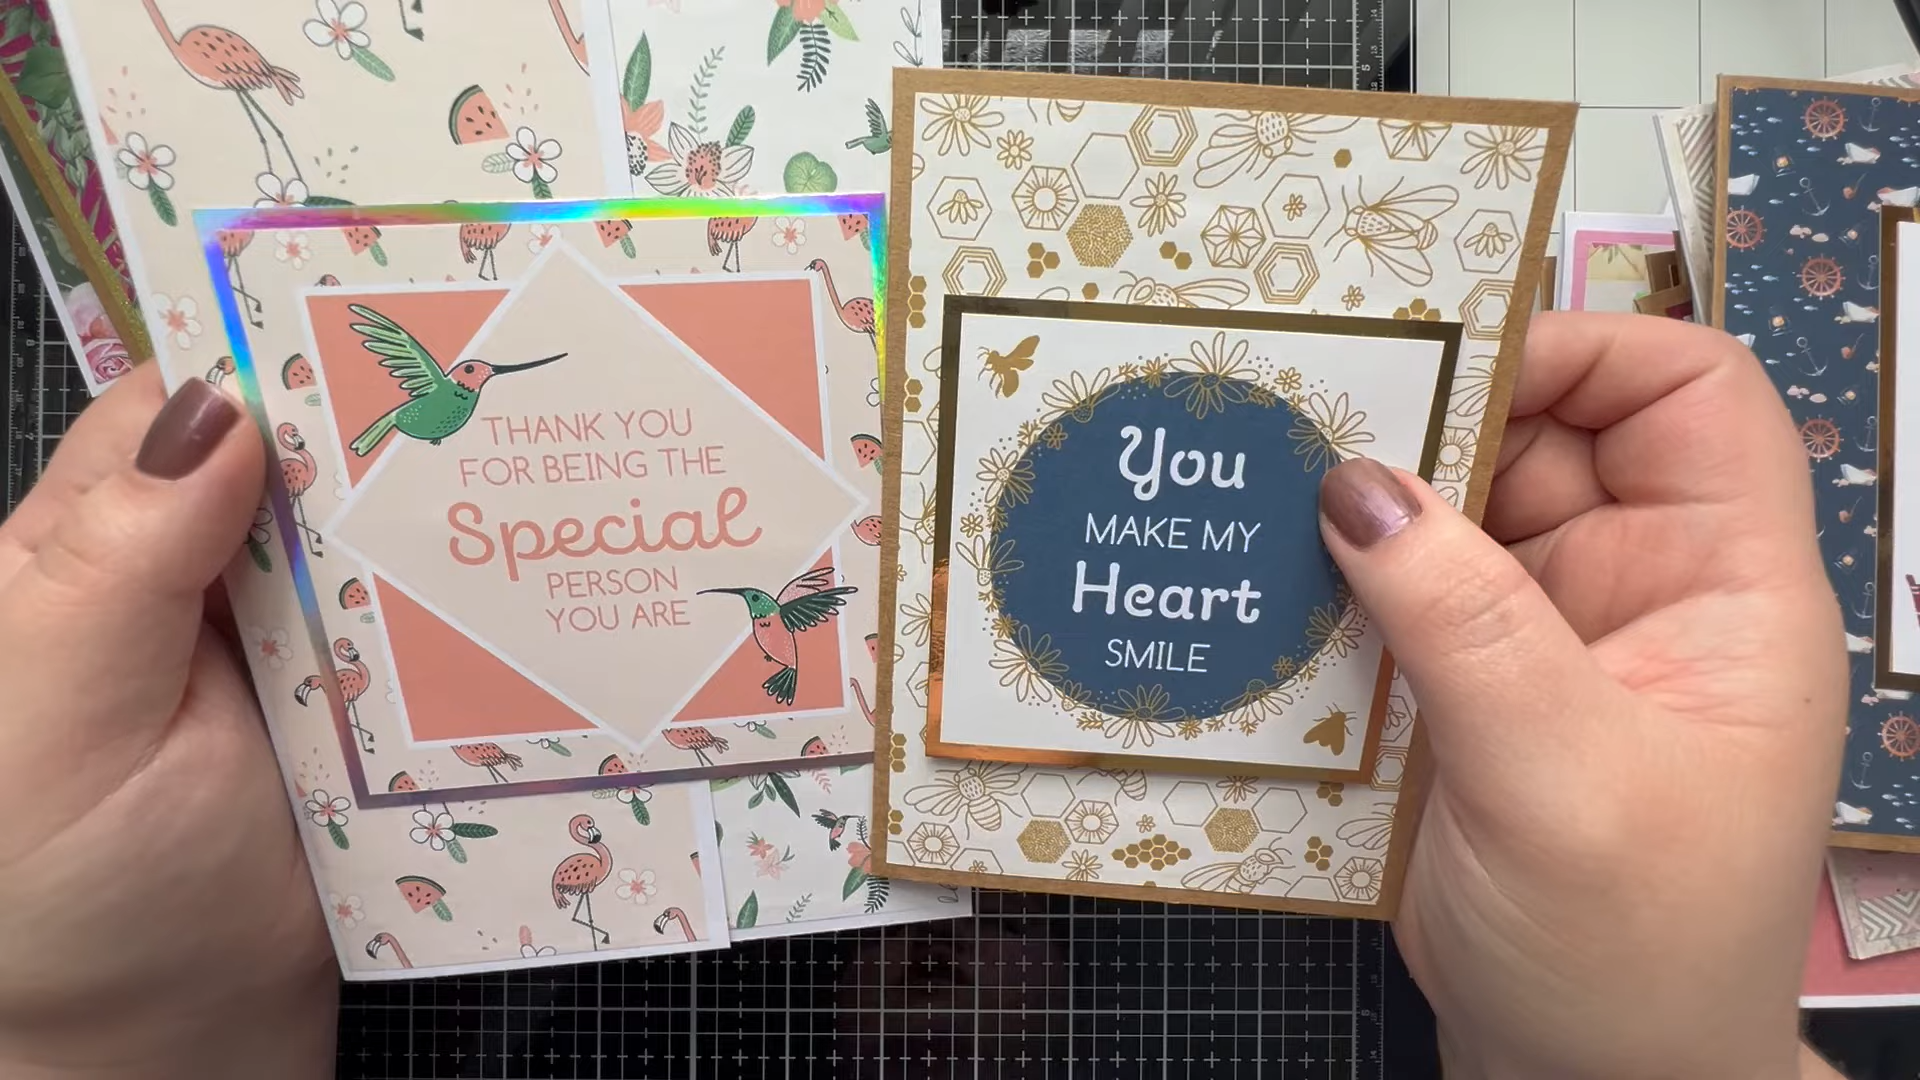 THANK YOU
FOR BEING THE
Special
PERSON
YOU ARE
You
MAKE MY
Heart
SMILE